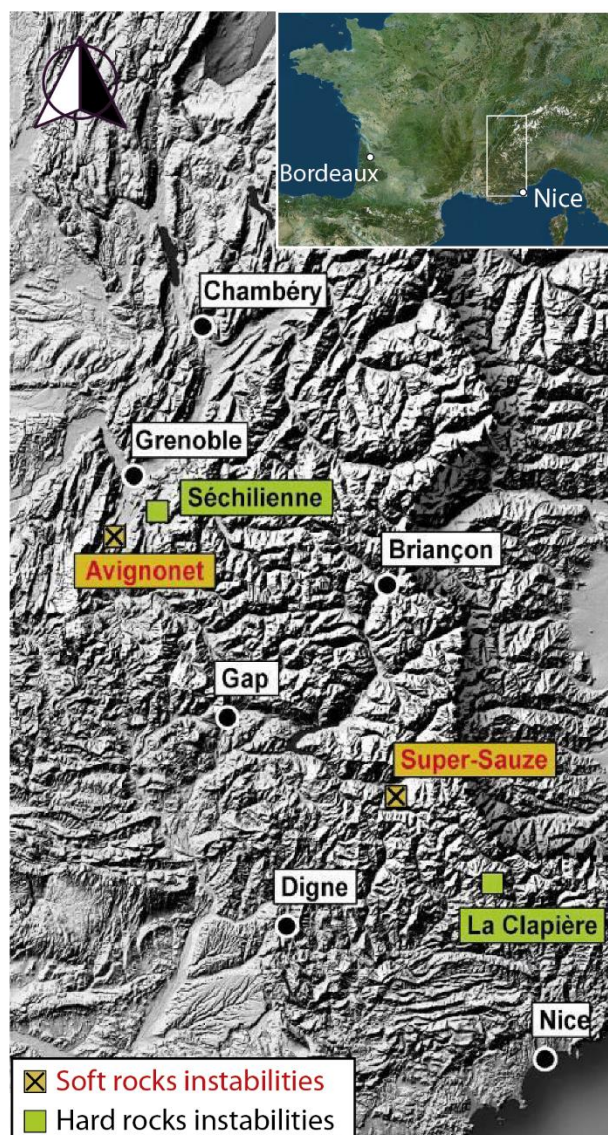 Bordeaux
Nice
Chambéry
Grenoble
Séchilienne
Avignonet
Briançon
Gap
Super-Sauze
Digne
La Clapière
Nice
Soft rocks instabilities
Hard rocks instabilities